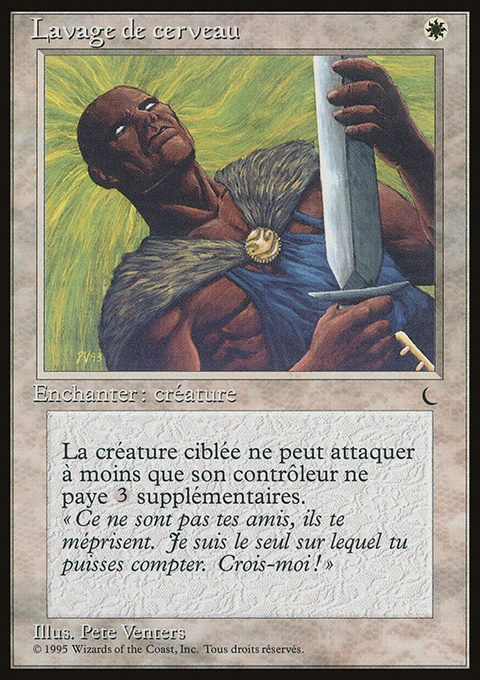 Lavage de cerveau
PV93
Enchanter : créature
La créature ciblée ne peut attaquer
à moins que son contrôleur ne
paye 3 supplémentaires.
« Ce ne sont pas tes amis, ils te
méprisent. Je suis le seul sur lequel tu
puisses compter. Crois-moi ! »
Illus. Pete Venters
© 1995 Wizards of the Coast, Inc. Tous droits réservés.